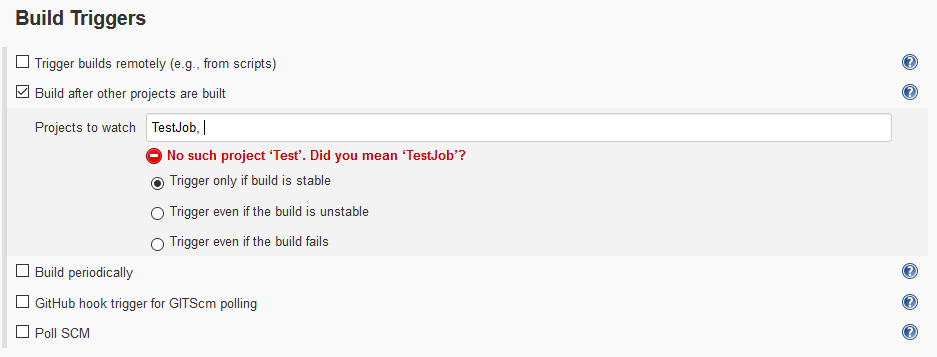 Build Triggers
Trigger builds remotely (e.g., from scripts)
Build after other projects are built
Projects to watch TestJob,
No such project ‘Test’. Did you mean ‘TestJob’?
Trigger only if build is stable
Trigger even if the build is unstable
Trigger even if the build fails
Build periodically
GitHub hook trigger for GITScm polling
Poll SCM